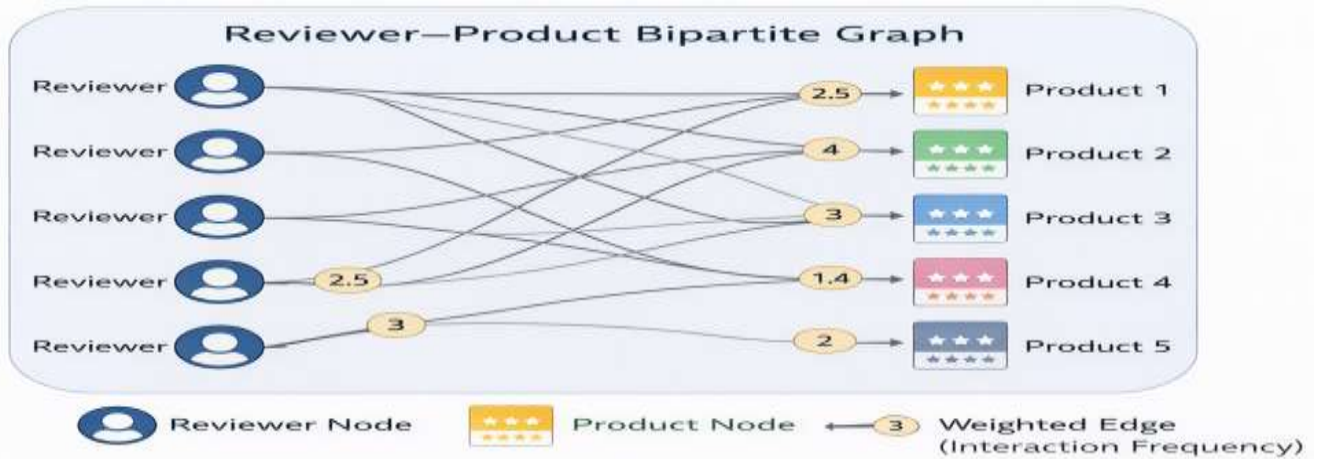 Reviewer—Product Bipartite Graph
Reviewer 2.5 Product 1
Reviewer 4 Product 2
Reviewer 3 Product 3
Reviewer 2.5 1.4 Product 4
3
Reviewer 2 Product 5
Reviewer Node Product Node 3 Weighted Edge
(Interaction Frequency)